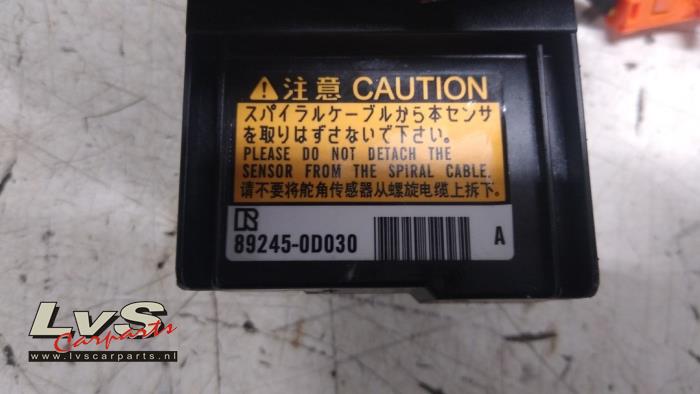 注意 CAUTION
スパイラルケーブルから本センサ
を取りはずさないで下さい。
PLEASE DO NOT DETACH THE
SENSOR FROM THE SPIRAL CABLE.
请不要将舵角传感器从螺旋电缆上拆下。
89245-0D030 A
LvS
Carparts
www.lvscarparts.nl